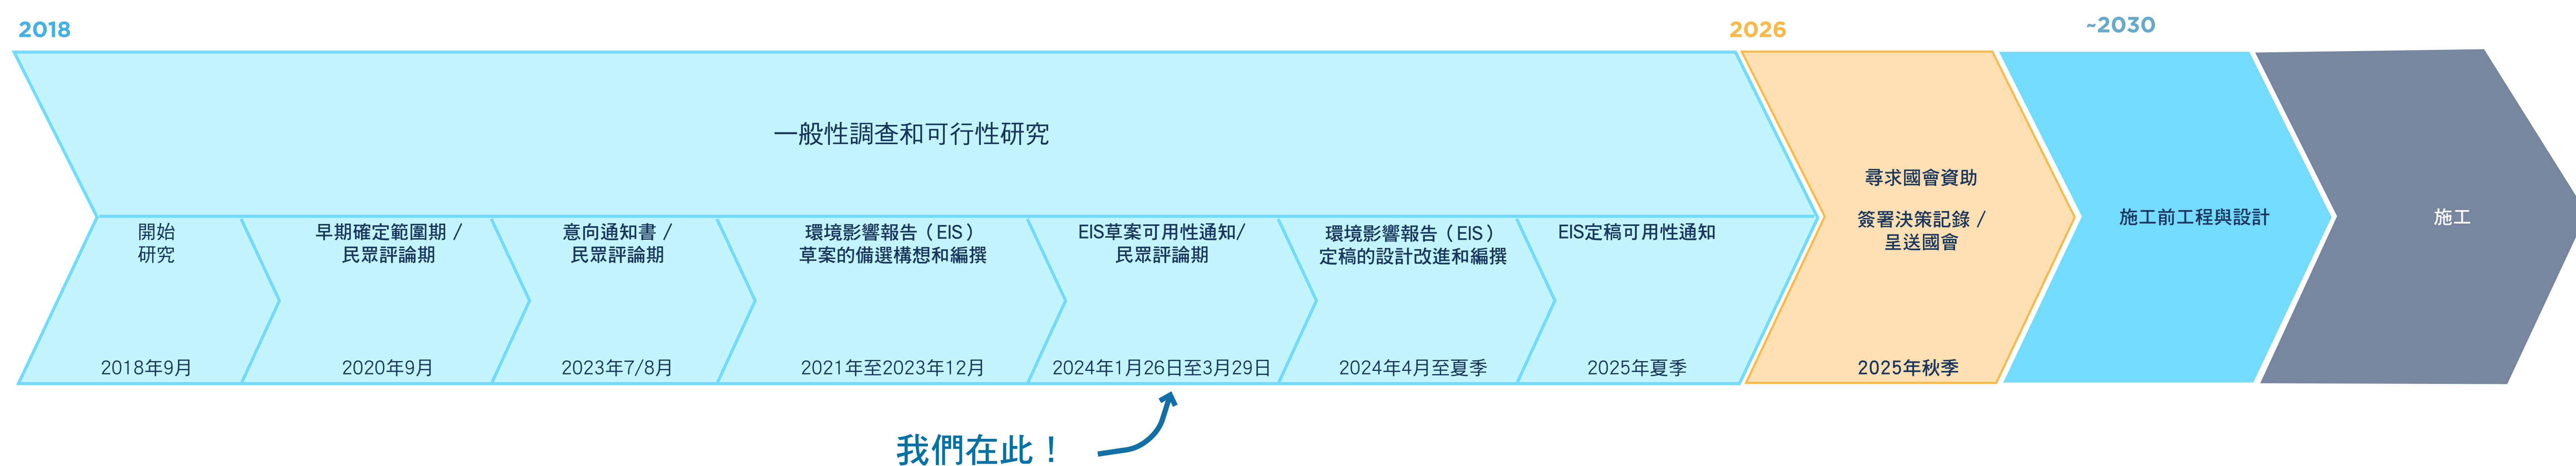 2018
2026
~2030
一般性調查和可行性研究
開始
研究
2018年9月
早期確定範圍期 /
民眾評論期
2020年9月
意向通知書 /
民眾評論期
2023年7/8月
環境影響報告（EIS）
草案的備選構想和編撰
2021年至2023年12月
EIS草案可用性通知/
民眾評論期
2024年1月26日至3月29日
環境影響報告（EIS）
定稿的設計改進和編撰
2024年4月至夏季
EIS定稿可用性通知
2025年夏季
尋求國會資助
簽署決策記錄 /
呈送國會
2025年秋季
施工前工程與設計
施工
我們在此！